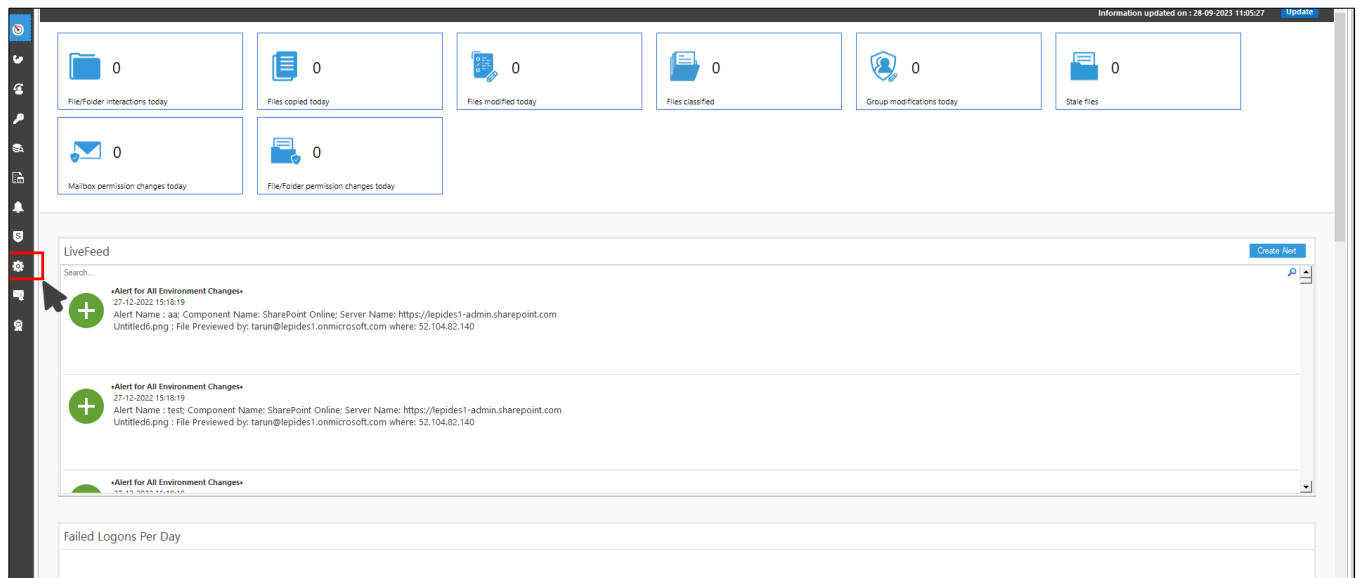 Information updated on : 28-09-2023 11:05:27 Update
0 0 0 0 0 0
File/Folder interactions today Files copied today Files modified today Files classified Group modifications today Stale files
0 0
Mailbox permission changes today File/Folder permission changes today
LiveFeed Create Alert
Search...
•Alert for All Environment Changes•
27-12-2022 15:18:19
Alert Name : aa; Component Name: SharePoint Online; Server Name: https://lepides1-admin.sharepoint.com
Untitled6.png : File Previewed by: tarun@lepides1.onmicrosoft.com where: 52.104.82.140
•Alert for All Environment Changes•
27-12-2022 15:18:19
Alert Name : test; Component Name: SharePoint Online; Server Name: https://lepides1-admin.sharepoint.com
Untitled6.png : File Previewed by: tarun@lepides1.onmicrosoft.com where: 52.104.82.140
•Alert for All Environment Changes•
Failed Logons Per Day